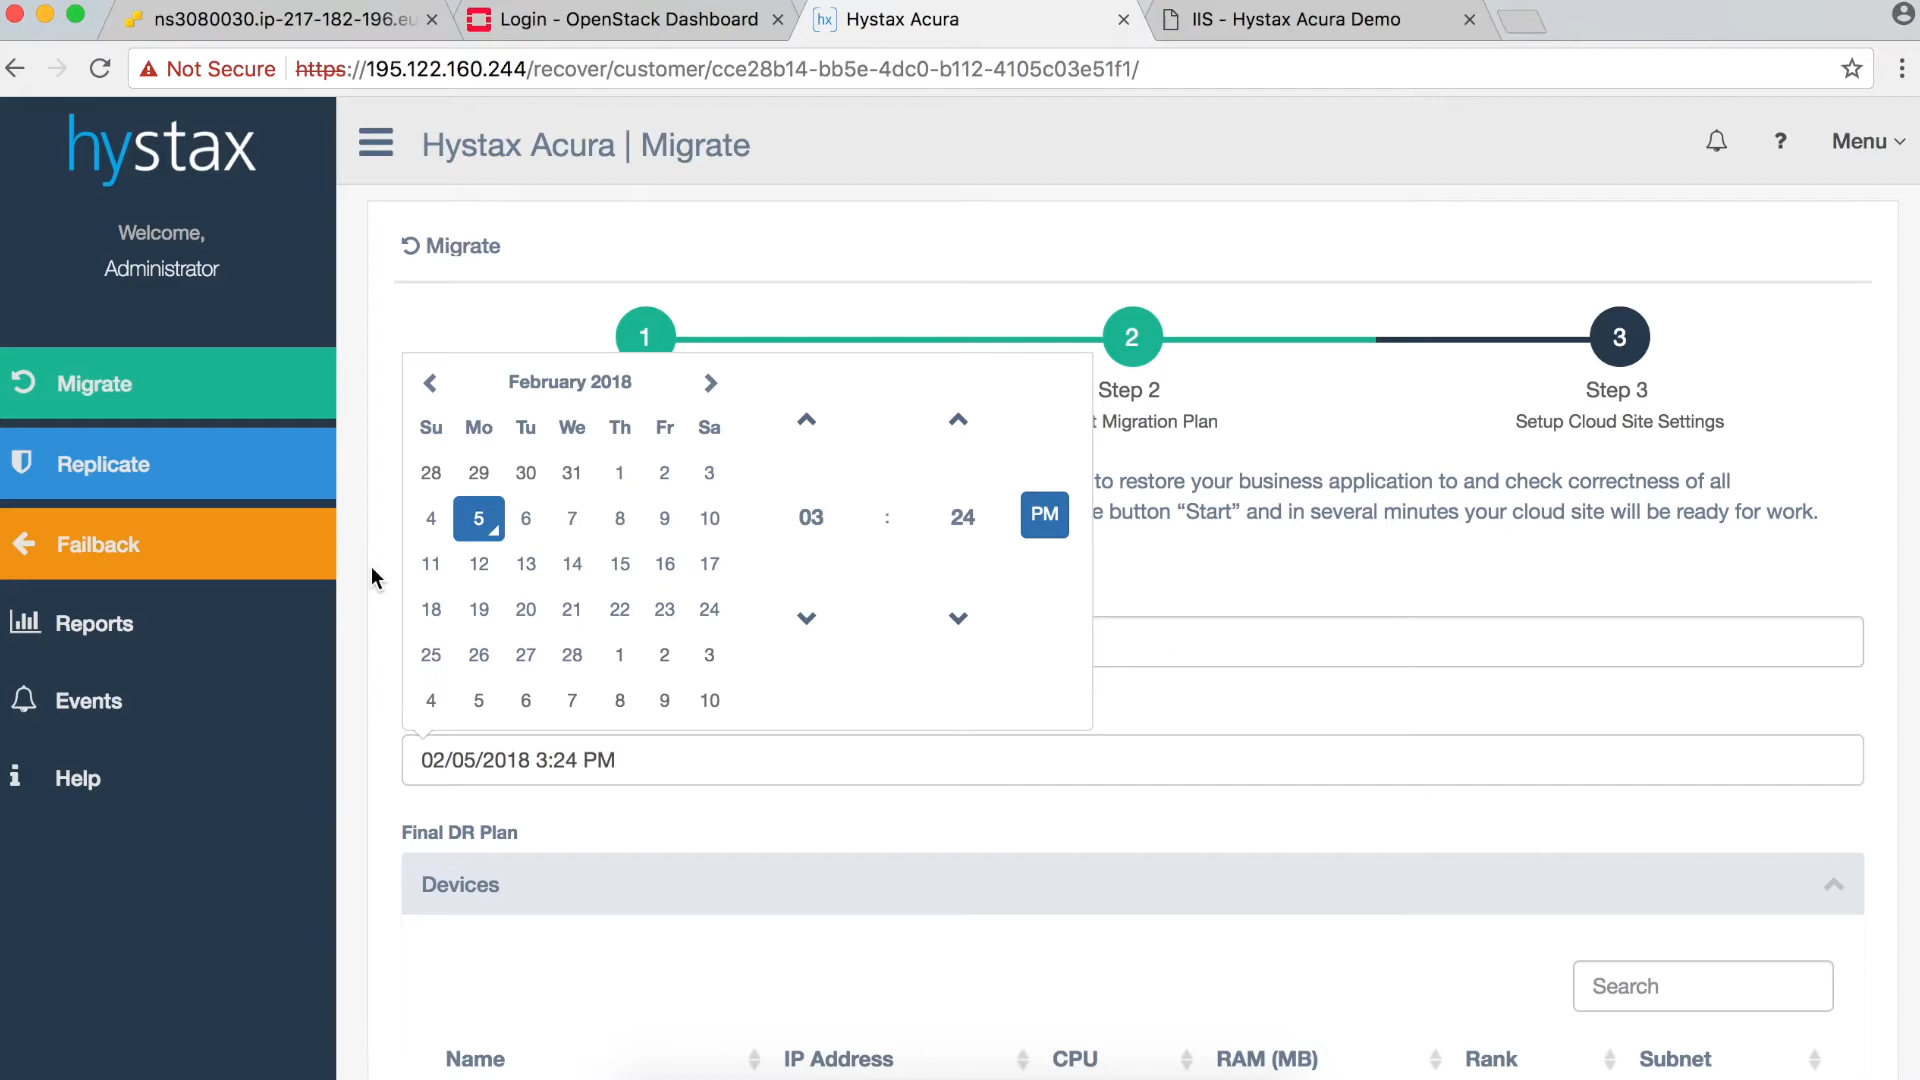 ns3080030.ip-217-182-196.eu
Login - OpenStack Dashboard
hx Hystax Acura
IIS - Hystax Acura Demo
Not Secure
https://195.122.160.244/recover/customer/cce28b14-bb5e-4dc0-b112-4105c03e51f1/
hystax
Welcome,
Administrator
Migrate
Replicate
Failback
Reports
Events
Help
Hystax Acura | Migrate
?
Menu
Migrate
1
2
3
Step 2
Step 3
t Migration Plan
Setup Cloud Site Settings
to restore your business application to and check correctness of all
e button “Start” and in several minutes your cloud site will be ready for work.
February 2018
Su Mo Tu We Th Fr Sa
28 29 30 31 1 2 3
4 5 6 7 8 9 10
11 12 13 14 15 16 17
18 19 20 21 22 23 24
25 26 27 28 1 2 3
4 5 6 7 8 9 10
03 : 24 PM
02/05/2018 3:24 PM
Final DR Plan
Devices
Search
Name IP Address CPU RAM (MB) Rank Subnet